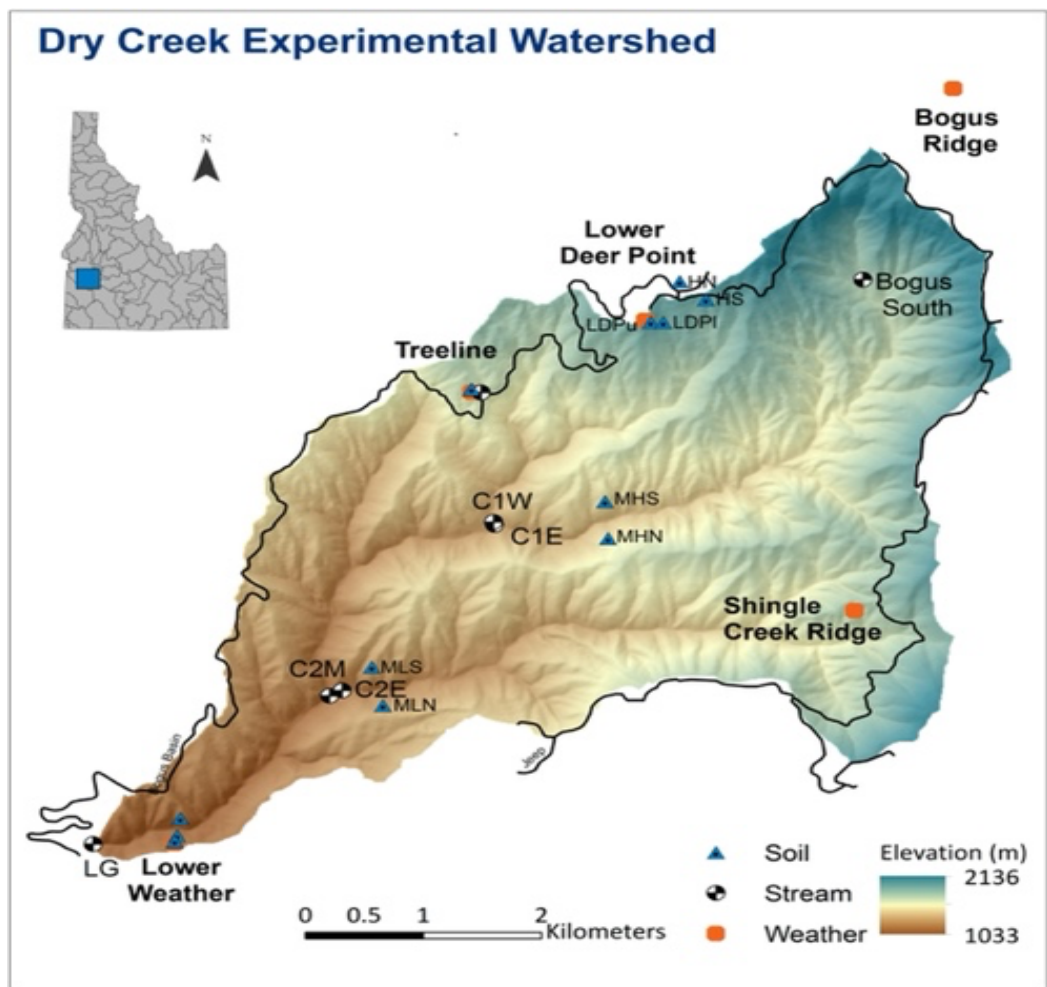 Dry Creek Experimental Watershed
N
Bogus
Ridge
Lower
Deer Point
HN
HS
Bogus
South
LDPu
LDPl
Treeline
C1W
C1E
MHS
MHN
Shingle
Creek Ridge
C2M
MLS
C2E
MLN
Jeep
Basin
LG
Lower
Weather
Soil
Stream
Weather
Elevation (m)
2136
1033
0 0.5 1 2
Kilometers